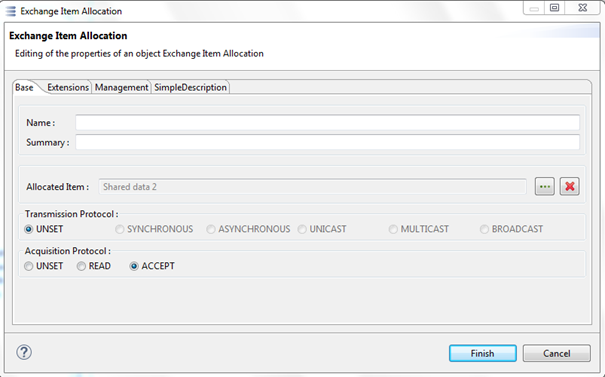 Exchange Item Allocation
Exchange Item Allocation
Editing of the properties of an object Exchange Item Allocation
Base Extensions Management SimpleDescription
Name :
Summary :
Allocated Item : Shared data 2 ...
Transmission Protocol :
UNSET SYNCHRONOUS ASYNCHRONOUS UNICAST MULTICAST BROADCAST
Acquisition Protocol :
UNSET READ ACCEPT
? Finish Cancel